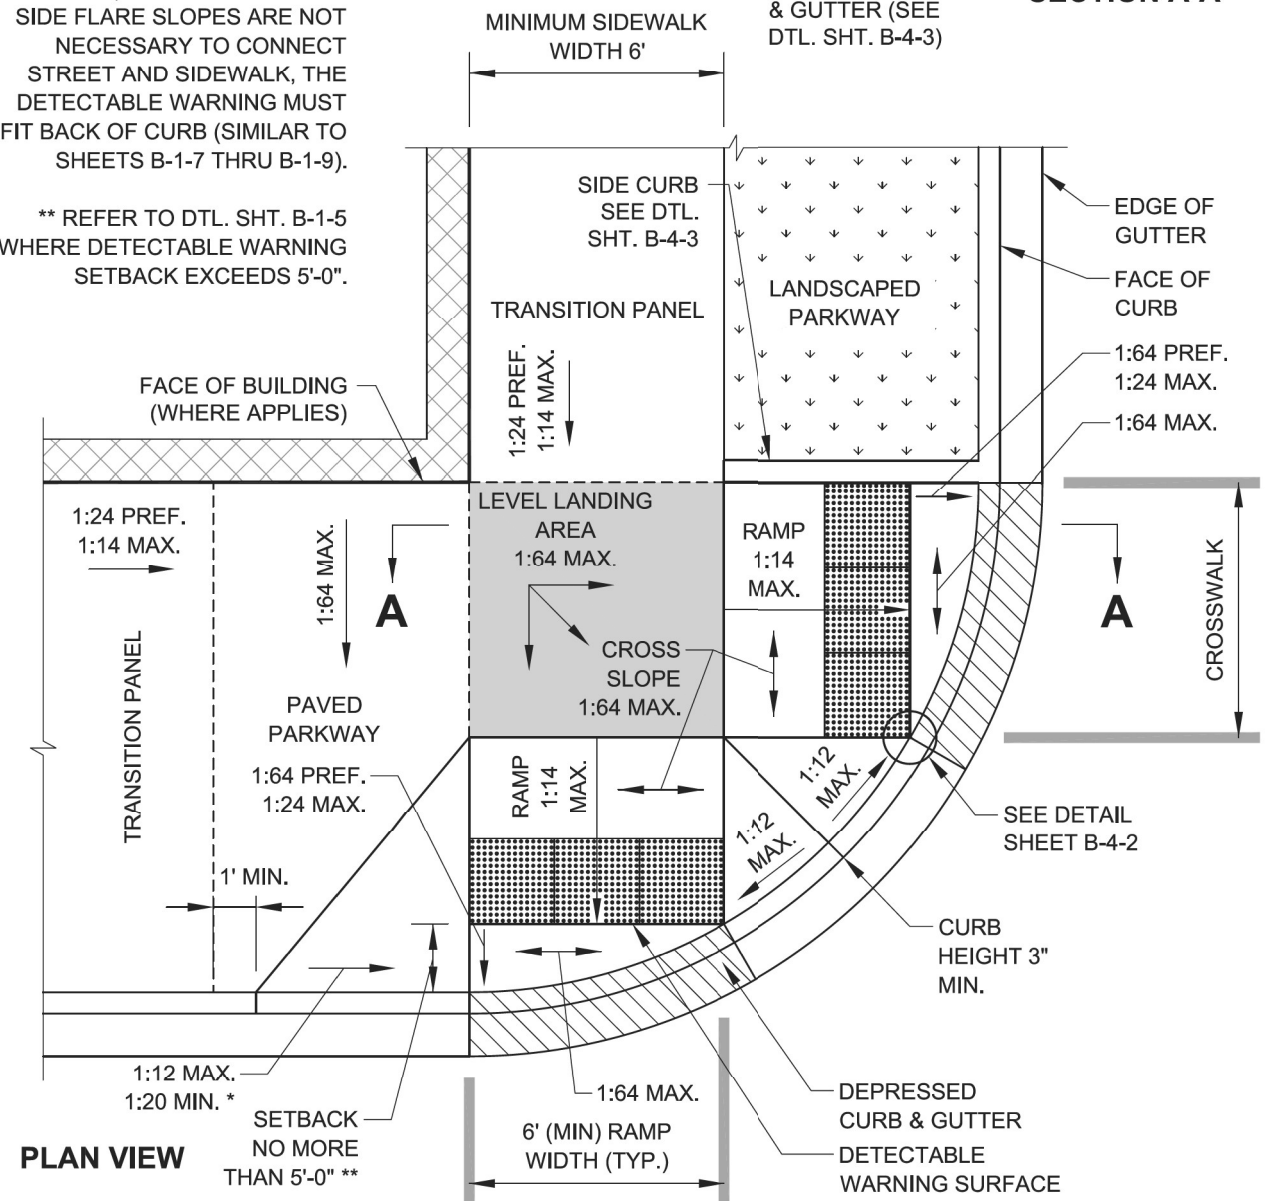 SIDE FLARE SLOPES ARE NOT
NECESSARY TO CONNECT
STREET AND SIDEWALK, THE
DETECTABLE WARNING MUST
FIT BACK OF CURB (SIMILAR TO
SHEETS B-1-7 THRU B-1-9).
** REFER TO DTL. SHT. B-1-5
WHERE DETECTABLE WARNING
SETBACK EXCEEDS 5'-0".
MINIMUM SIDEWALK
WIDTH 6'
& GUTTER (SEE
DTL. SHT. B-4-3)
SIDE CURB
SEE DTL.
SHT. B-4-3
EDGE OF
GUTTER
FACE OF
CURB
TRANSITION PANEL
LANDSCAPED
PARKWAY
1:24 PREF.
1:14 MAX.
1:64 PREF.
1:24 MAX.
1:64 MAX.
FACE OF BUILDING
(WHERE APPLIES)
1:24 PREF.
1:14 MAX.
1:64 MAX.
A
LEVEL LANDING
AREA
1:64 MAX.
RAMP
1:14
MAX.
A
CROSSWALK
CROSS
SLOPE
1:64 MAX.
TRANSITION PANEL
PAVED
PARKWAY
1:64 PREF.
1:24 MAX.
RAMP
1:14
MAX.
1:12
MAX.
1:12
MAX.
SEE DETAIL
SHEET B-4-2
1' MIN.
CURB
HEIGHT 3"
MIN.
1:12 MAX.
1:20 MIN. *
SETBACK
NO MORE
THAN 5'-0" **
1:64 MAX.
6' (MIN) RAMP
WIDTH (TYP.)
DEPRESSED
CURB & GUTTER
DETECTABLE
WARNING SURFACE
PLAN VIEW